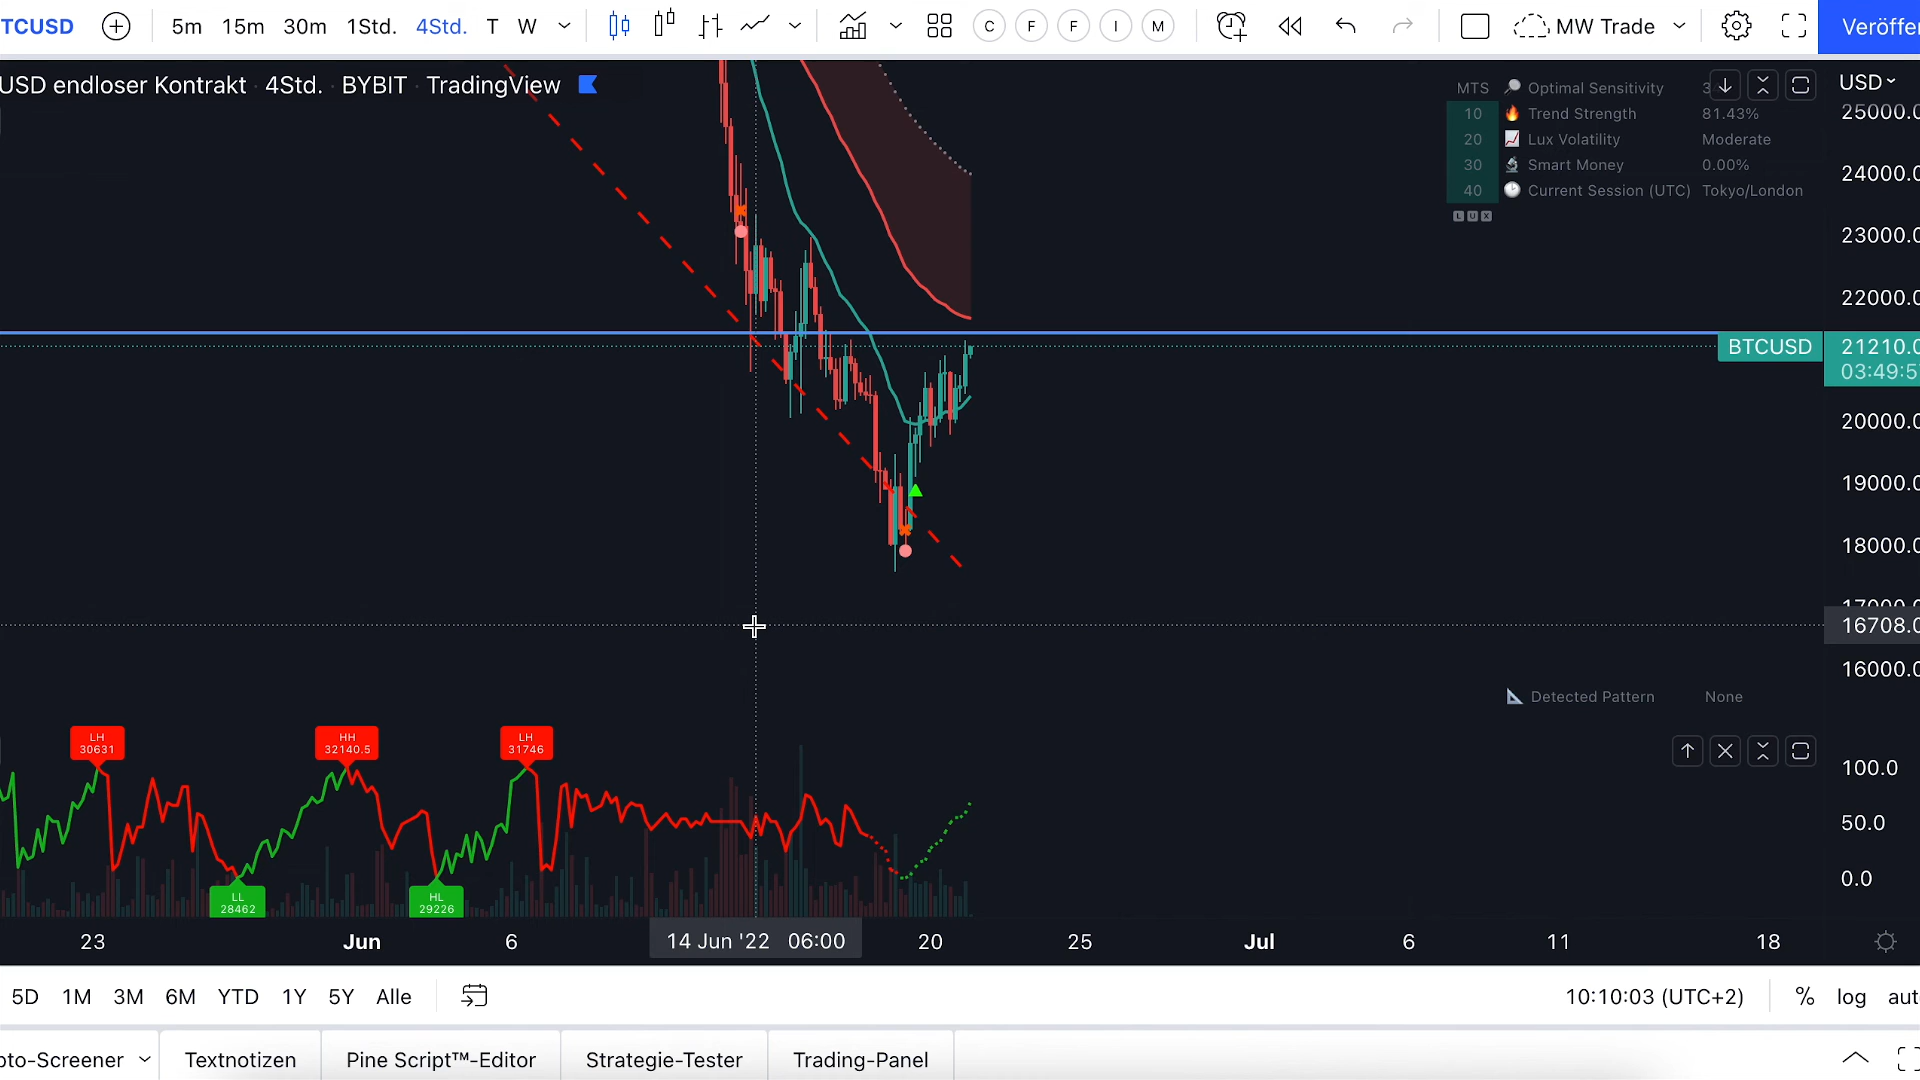 TCUSD 5m 15m 30m 1Std. 4Std. T W C F F I M MW Trade Veröffer
USD endloser Kontrakt · 4Std. · BYBIT · TradingView
USD
MTS Optimal Sensitivity 3
10 Trend Strength 81.43%
20 Lux Volatility Moderate
30 Smart Money 0.00%
40 Current Session (UTC) Tokyo/London
LUX
25000.0
24000.0
23000.0
22000.0
BTCUSD 21210.0
03:49:5
20000.0
19000.0
18000.0
17000.0
16708.0
16000.0
Detected Pattern None
LH
30631
HH
32140.5
LH
31746
LL
28462
HL
29226
100.0
50.0
0.0
23 Jun 6 14 Jun '22 06:00 20 25 Jul 6 11 18
5D 1M 3M 6M YTD 1Y 5Y Alle 10:10:03 (UTC+2) % log aut
oto-Screener Textnotizen Pine Script™-Editor Strategie-Tester Trading-Panel